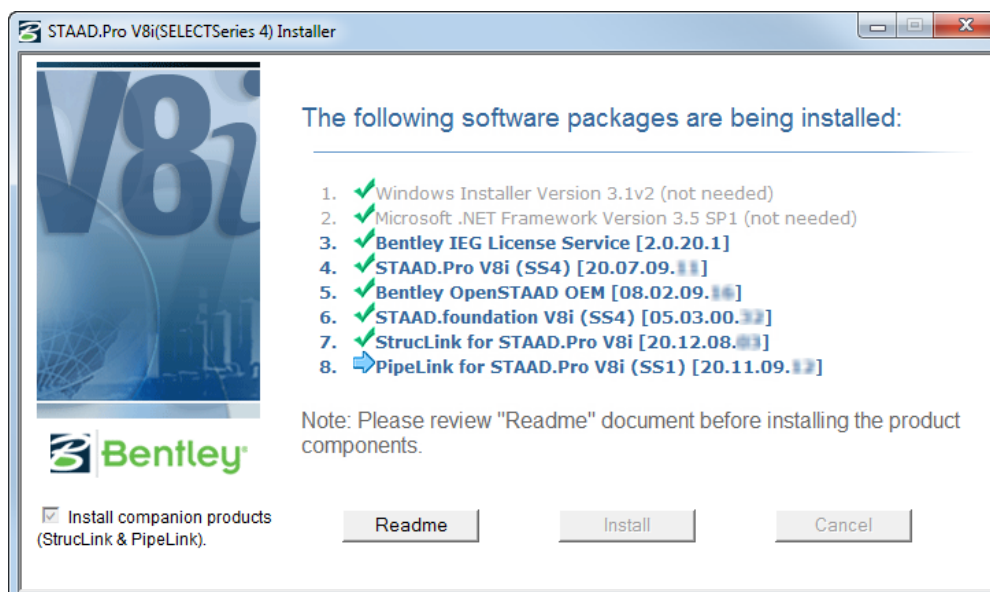 STAAD.Pro V8i(SELECTSeries 4) Installer
V8i
The following software packages are being installed:
1. Windows Installer Version 3.1v2 (not needed)
2. Microsoft .NET Framework Version 3.5 SP1 (not needed)
3. Bentley IEG License Service [2.0.20.1]
4. STAAD.Pro V8i (SS4) [20.07.09. ]
5. Bentley OpenSTAAD OEM [08.02.09. ]
6. STAAD.foundation V8i (SS4) [05.03.00. ]
7. StrucLink for STAAD.Pro V8i [20.12.08. ]
8. PipeLink for STAAD.Pro V8i (SS1) [20.11.09. ]
Note: Please review "Readme" document before installing the product
components.
Bentley
Install companion products
(StrucLink & PipeLink).
Readme
Install
Cancel